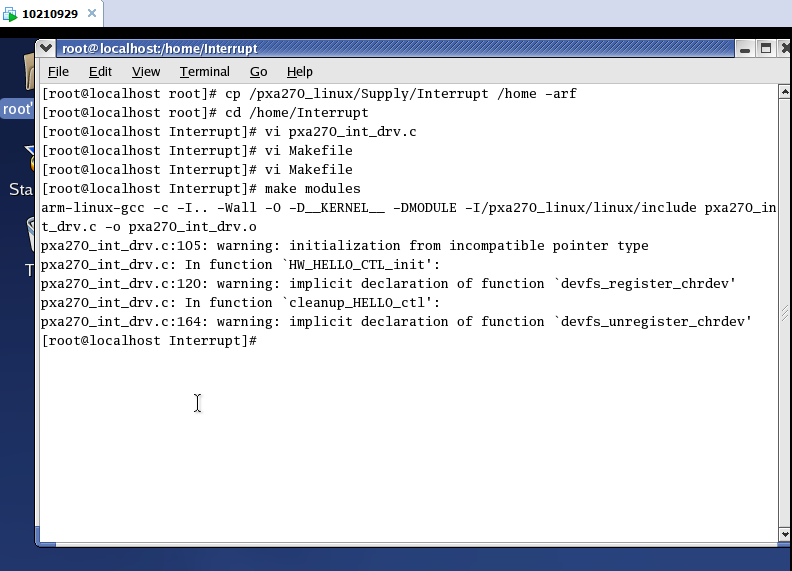 10210929
root@localhost:/home/Interrupt
File Edit View Terminal Go Help
[root@localhost root]# cp /pxa270_linux/Supply/Interrupt /home -arf
[root@localhost root]# cd /home/Interrupt
[root@localhost Interrupt]# vi pxa270_int_drv.c
[root@localhost Interrupt]# vi Makefile
[root@localhost Interrupt]# vi Makefile
[root@localhost Interrupt]# make modules
arm-linux-gcc -c -I.. -Wall -O -D__KERNEL__ -DMODULE -I/pxa270_linux/linux/include pxa270_in
t_drv.c -o pxa270_int_drv.o
pxa270_int_drv.c:105: warning: initialization from incompatible pointer type
pxa270_int_drv.c: In function `HW_HELLO_CTL_init':
pxa270_int_drv.c:120: warning: implicit declaration of function `devfs_register_chrdev'
pxa270_int_drv.c: In function `cleanup_HELLO_ctl':
pxa270_int_drv.c:164: warning: implicit declaration of function `devfs_unregister_chrdev'
[root@localhost Interrupt]#
root'
Sta
T